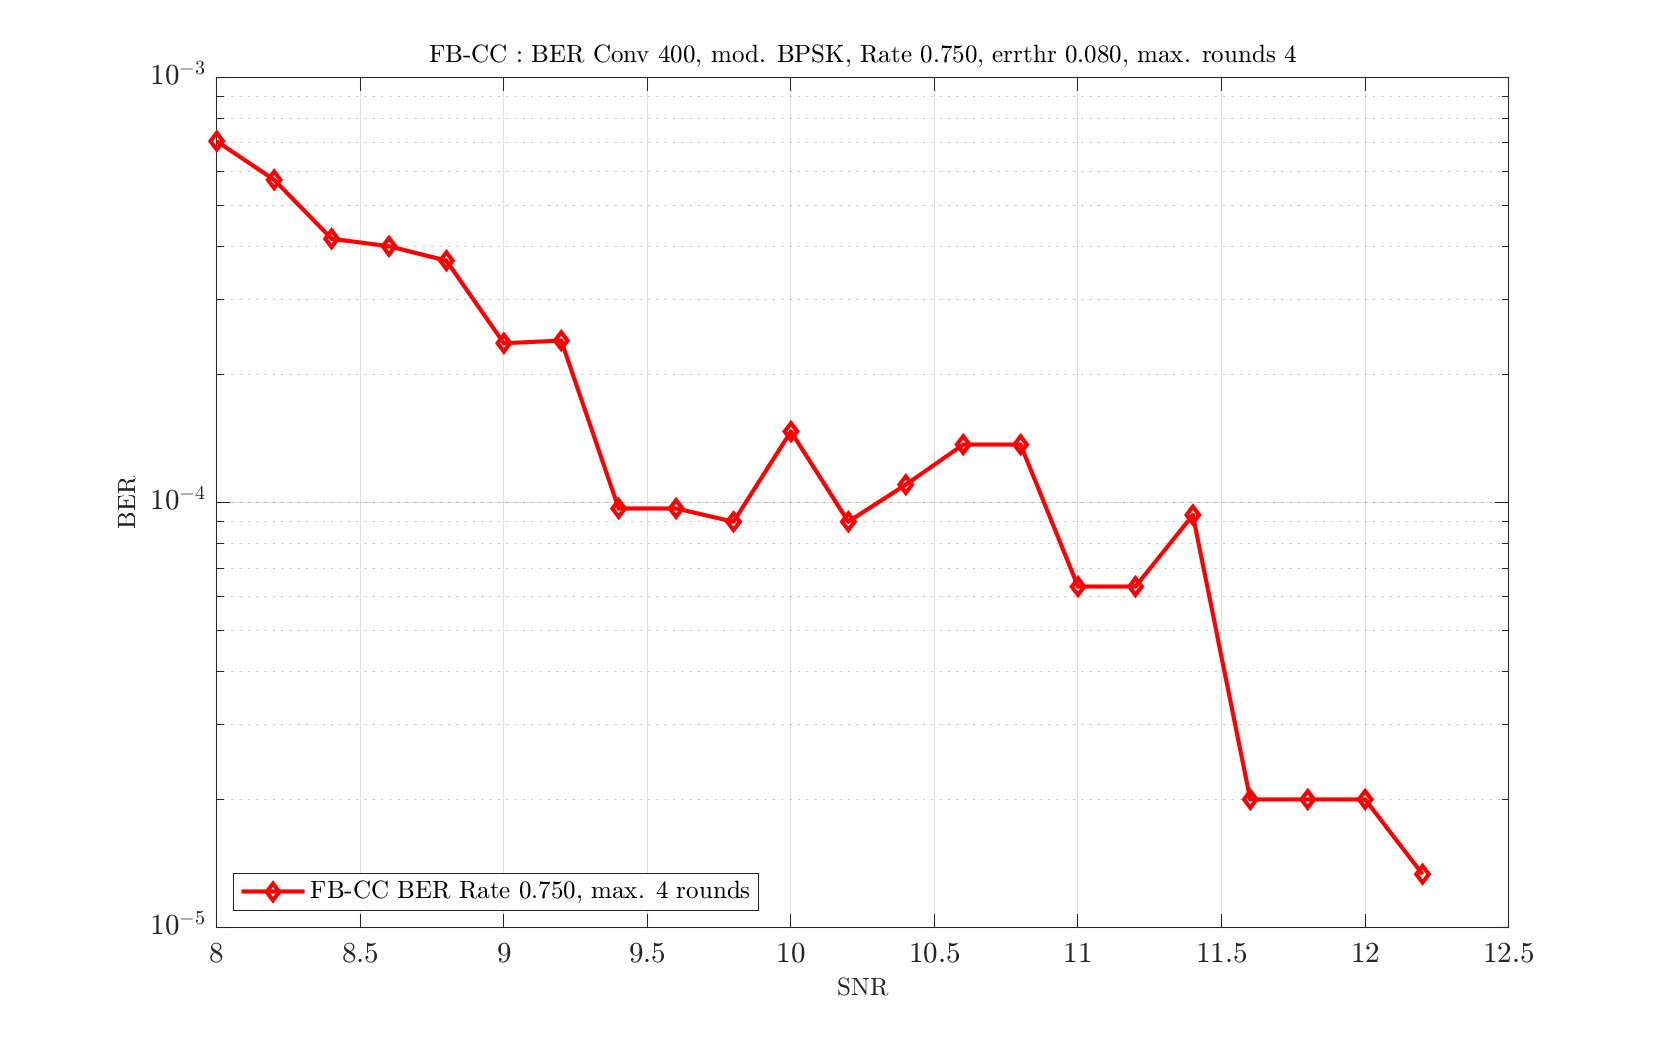 FB-CC : BER Conv 400, mod. BPSK, Rate 0.750, errthr 0.080, max. rounds 4
10⁻³
10⁻⁴
10⁻⁵
BER
FB-CC BER Rate 0.750, max. 4 rounds
8 8.5 9 9.5 10 10.5 11 11.5 12 12.5
SNR